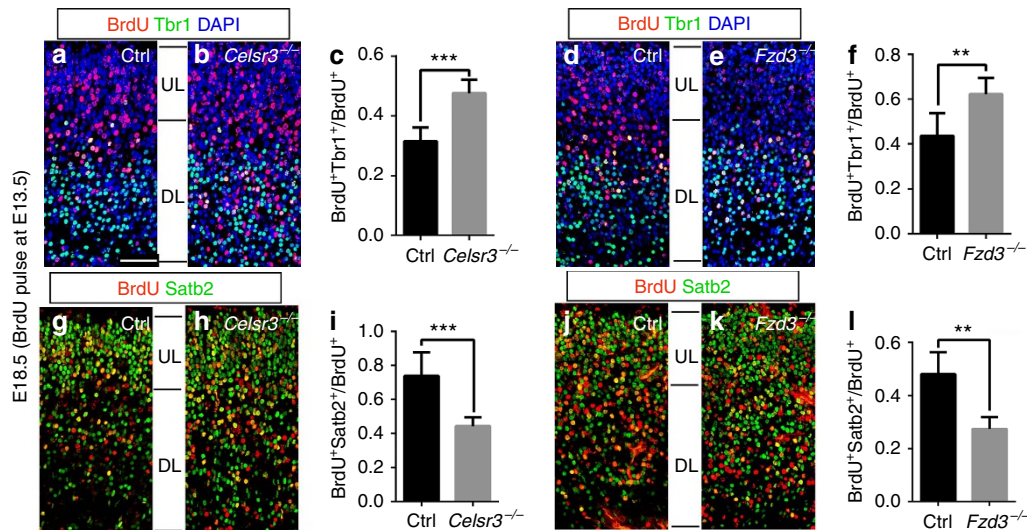 BrdU Tbr1 DAPI
BrdU Tbr1 DAPI
a Ctrl
b Celsr3⁻/⁻
c
d Ctrl
e Fzd3⁻/⁻
f
UL
DL
UL
DL
BrdU⁺Tbr1⁺/BrdU⁺
0.6
0.4
0.2
0.0
***
Ctrl Celsr3⁻/⁻
BrdU⁺Tbr1⁺/BrdU⁺
0.8
0.6
0.4
0.2
0.0
**
Ctrl Fzd3⁻/⁻
E18.5 (BrdU pulse at E13.5)
BrdU Satb2
BrdU Satb2
g Ctrl
h Celsr3⁻/⁻
i
j Ctrl
k Fzd3⁻/⁻
l
UL
DL
UL
DL
BrdU⁺Satb2⁺/BrdU⁺
1.0
0.8
0.6
0.4
0.2
0.0
***
Ctrl Celsr3⁻/⁻
BrdU⁺Satb2⁺/BrdU⁺
0.6
0.4
0.2
0.0
**
Ctrl Fzd3⁻/⁻